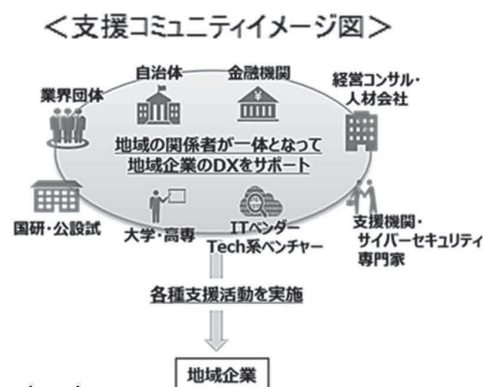 ＜支援コミュニティイメージ図＞
自治体
金融機関
業界団体
経営コンサル・
人材会社
地域の関係者が一体となって
地域企業のDXをサポート
国研・公設試
大学・高専
ITベンダー
Tech系ベンチャー
支援機関・
サイバーセキュリティ
専門家
各種支援活動を実施
地域企業